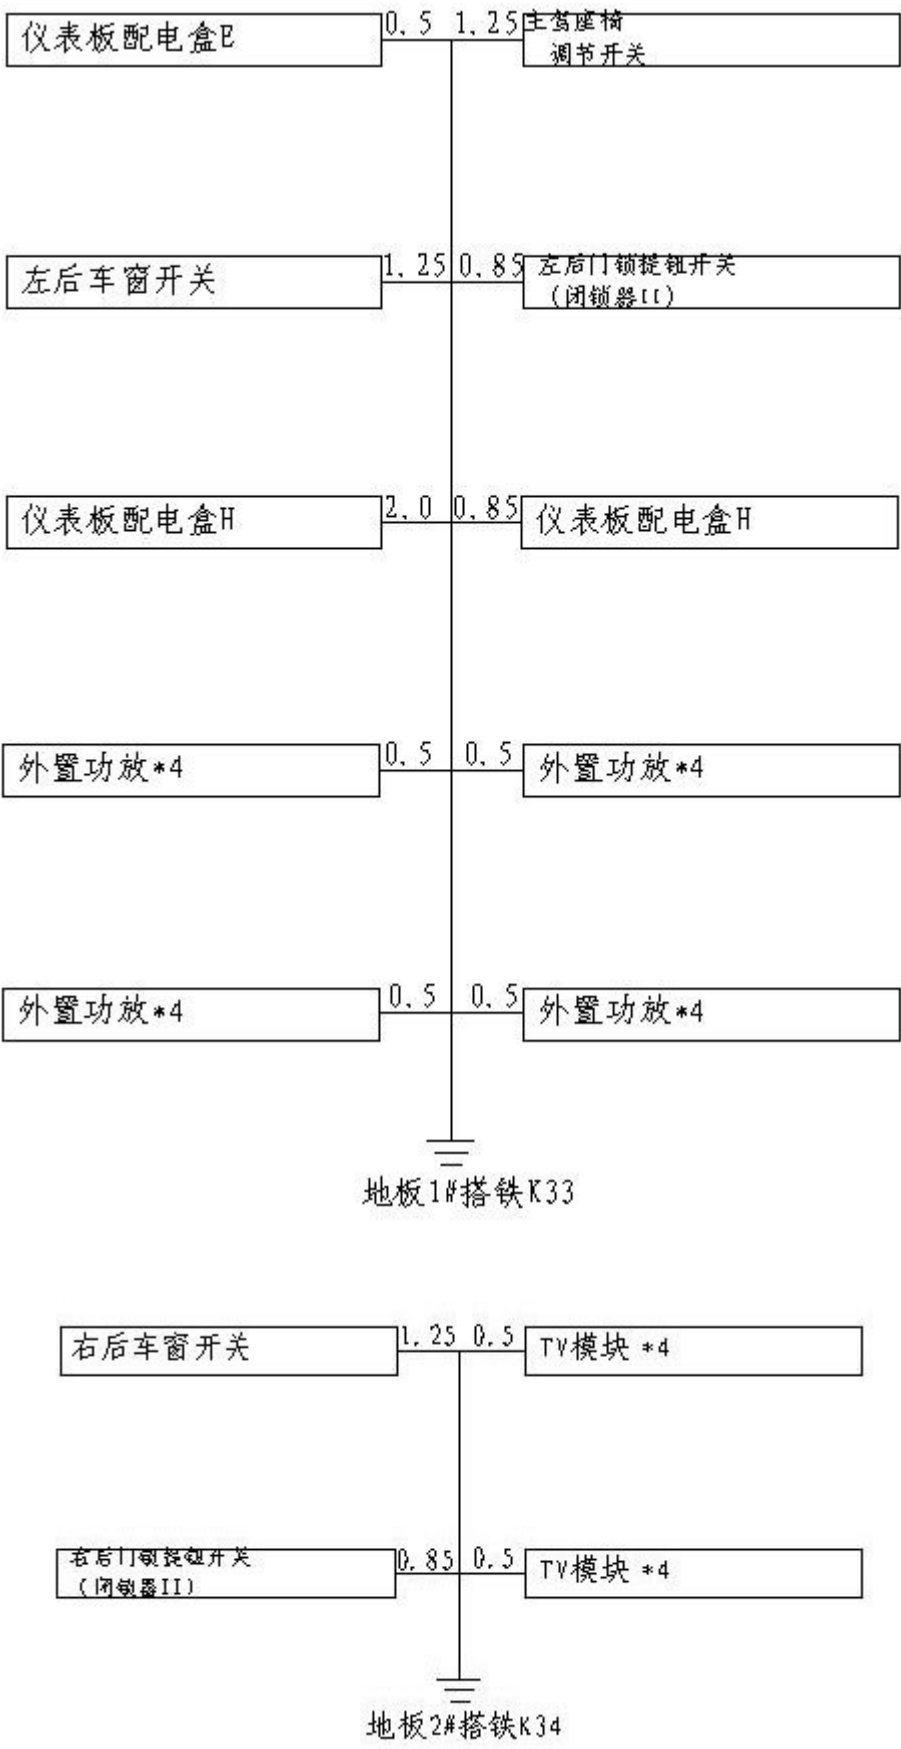 仪表板配电盒E
0.5
1.25
主驾座椅
调节开关
左后车窗开关
1.25
0.85
左后门锁提钮开关
(闭锁器II)
仪表板配电盒H
2.0
0.85
仪表板配电盒H
外置功放*4
0.5
0.5
外置功放*4
外置功放*4
0.5
0.5
外置功放*4
地板1#搭铁K33
右后车窗开关
1.25
0.5
TV模块 *4
右后门锁提钮开关
(闭锁器II)
0.85
0.5
TV模块 *4
地板2#搭铁K34